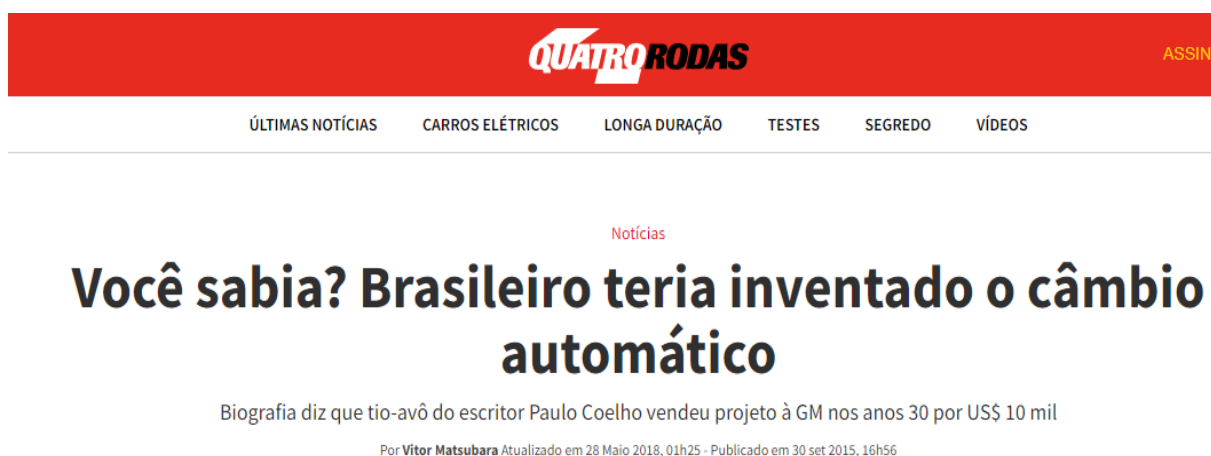 QUATRO RODAS
ASSIN
ÚLTIMAS NOTÍCIAS CARROS ELÉTRICOS LONGA DURAÇÃO TESTES SEGREDO VÍDEOS
Notícias
Você sabia? Brasileiro teria inventado o câmbio
automático
Biografia diz que tio-avô do escritor Paulo Coelho vendeu projeto à GM nos anos 30 por US$ 10 mil
Por Vitor Matsubara Atualizado em 28 Maio 2018, 01h25 - Publicado em 30 set 2015, 16h56